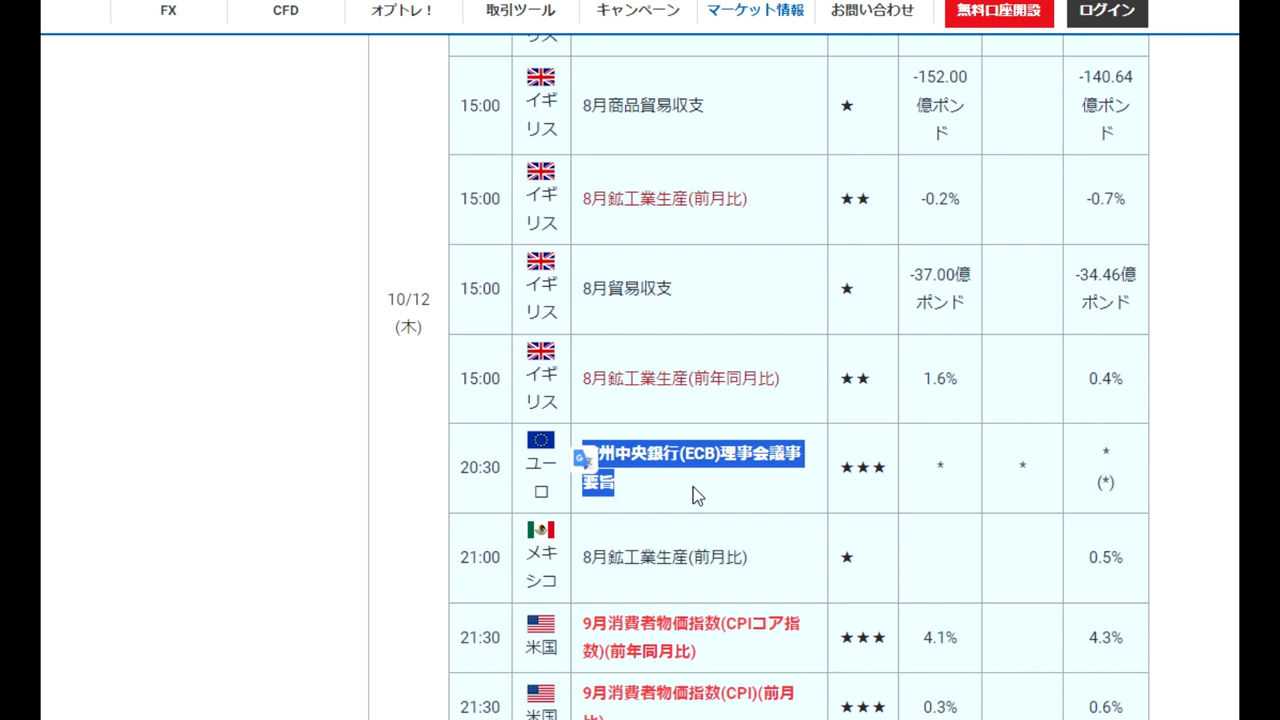 FX CFD オプトレ！ 取引ツール キャンペーン マーケット情報 お問い合わせ 無料口座開設 ログイン
リス
15:00 イギリス 8月商品貿易収支 ★ -152.00億ポンド -140.64億ポンド
15:00 イギリス 8月鉱工業生産(前月比) ★★ -0.2% -0.7%
15:00 イギリス 8月貿易収支 ★ -37.00億ポンド -34.46億ポンド
10/12
(木)
15:00 イギリス 8月鉱工業生産(前年同月比) ★★ 1.6% 0.4%
20:30 ユーロ 州中央銀行(ECB)理事会議事要旨 ★★★ * * * (*)
21:00 メキシコ 8月鉱工業生産(前月比) ★ 0.5%
21:30 米国 9月消費者物価指数(CPIコア指数)(前年同月比) ★★★ 4.1% 4.3%
21:30 米国 9月消費者物価指数(CPI)(前月比) ★★★ 0.3% 0.6%